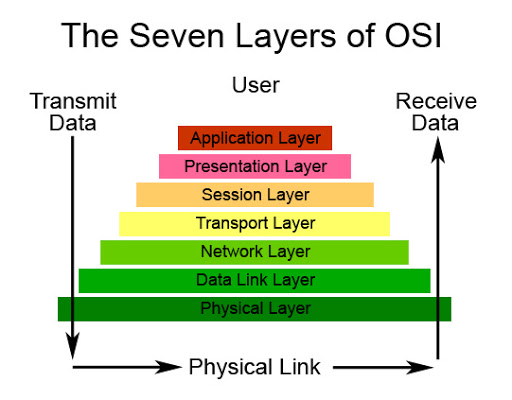 The Seven Layers of OSI
User
Transmit
Data
Receive
Data
Application Layer
Presentation Layer
Session Layer
Transport Layer
Network Layer
Data Link Layer
Physical Layer
Physical Link